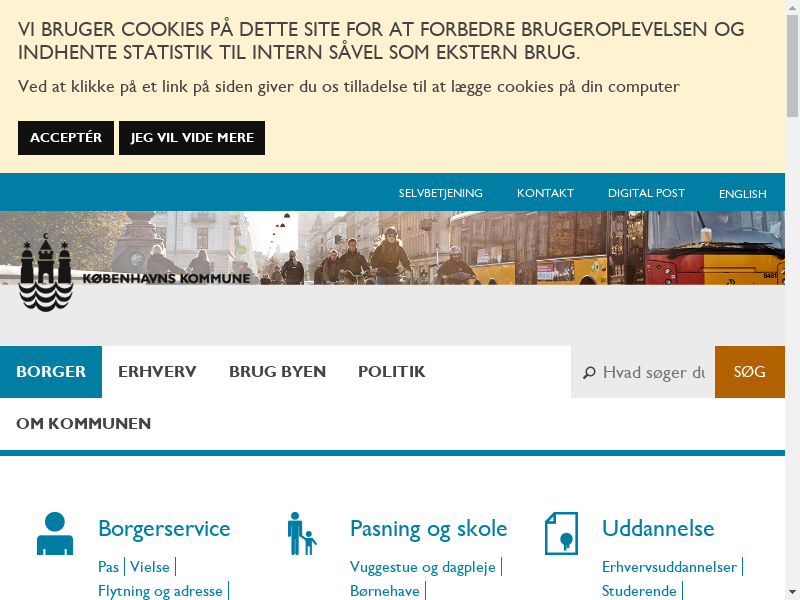 VI BRUGER COOKIES PÅ DETTE SITE FOR AT FORBEDRE BRUGEROPLEVELSEN OG
INDHENTE STATISTIK TIL INTERN SÅVEL SOM EKSTERN BRUG.
Ved at klikke på et link på siden giver du os tilladelse til at lægge cookies på din computer
ACCEPTÉR JEG VIL VIDE MERE
SELVBETJENING KONTAKT DIGITAL POST ENGLISH
KØBENHAVNS KOMMUNE
BORGER ERHVERV BRUG BYEN POLITIK Hvad søger du SØG
OM KOMMUNEN
Borgerservice Pasning og skole Uddannelse
Pas Vielse Vuggestue og dagpleje Erhvervsuddannelser
Flytning og adresse Børnehave Studerende